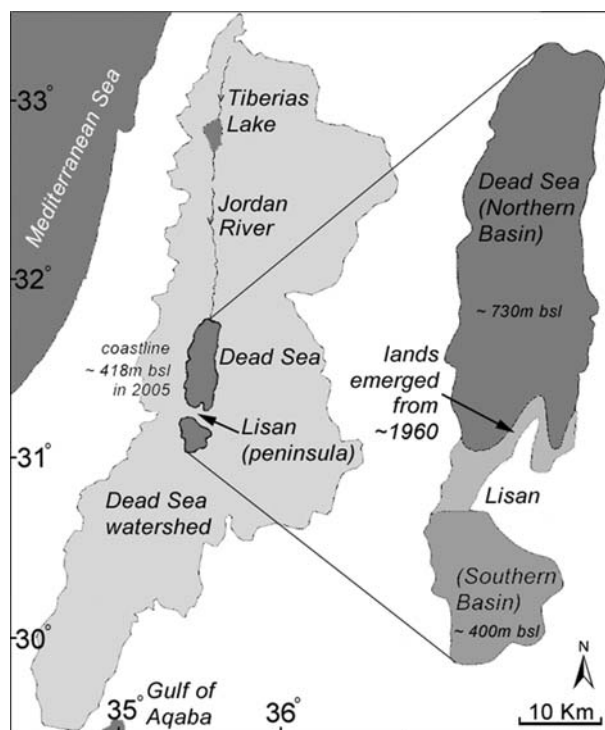 Mediterranean Sea
33°
32°
31°
30°
35°
36°
Tiberias
Lake
Jordan
River
coastline
~ 418m bsl
in 2005
Dead Sea
Lisan
(peninsula)
Dead Sea
watershed
Gulf of
Aqaba
Dead Sea
(Northern
Basin)
~ 730m bsl
lands
emerged
from
~1960
Lisan
(Southern
Basin)
~ 400m bsl
N
10 Km